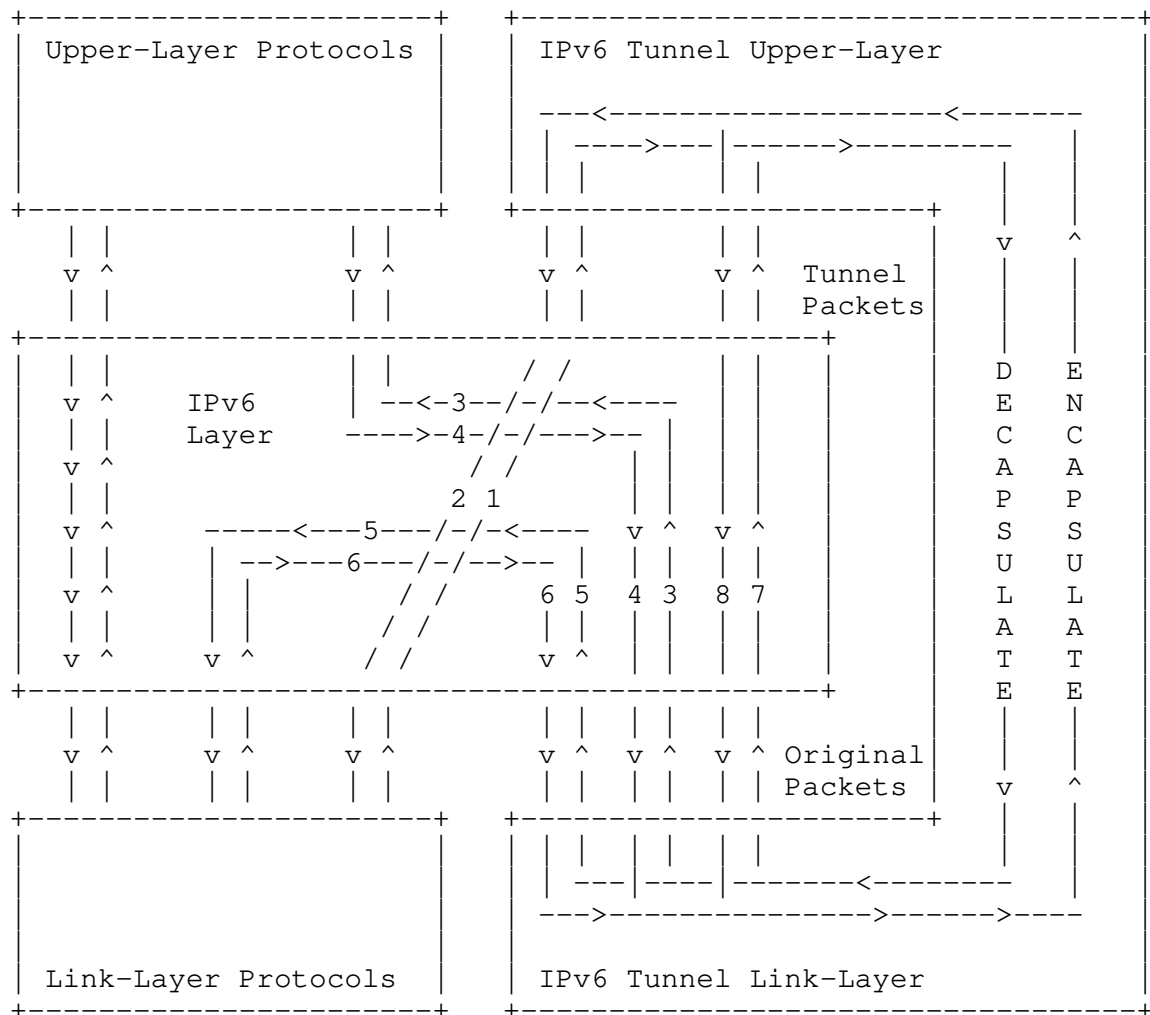 Upper-Layer Protocols IPv6 Tunnel Upper-Layer
Tunnel
Packets
D E
IPv6 3 E N
Layer 4 C C
A A
2 1 P P
5 S S
6 U U
6 5 4 3 8 7 L L
A A
T T
E E
Original
Packets
Link-Layer Protocols IPv6 Tunnel Link-Layer